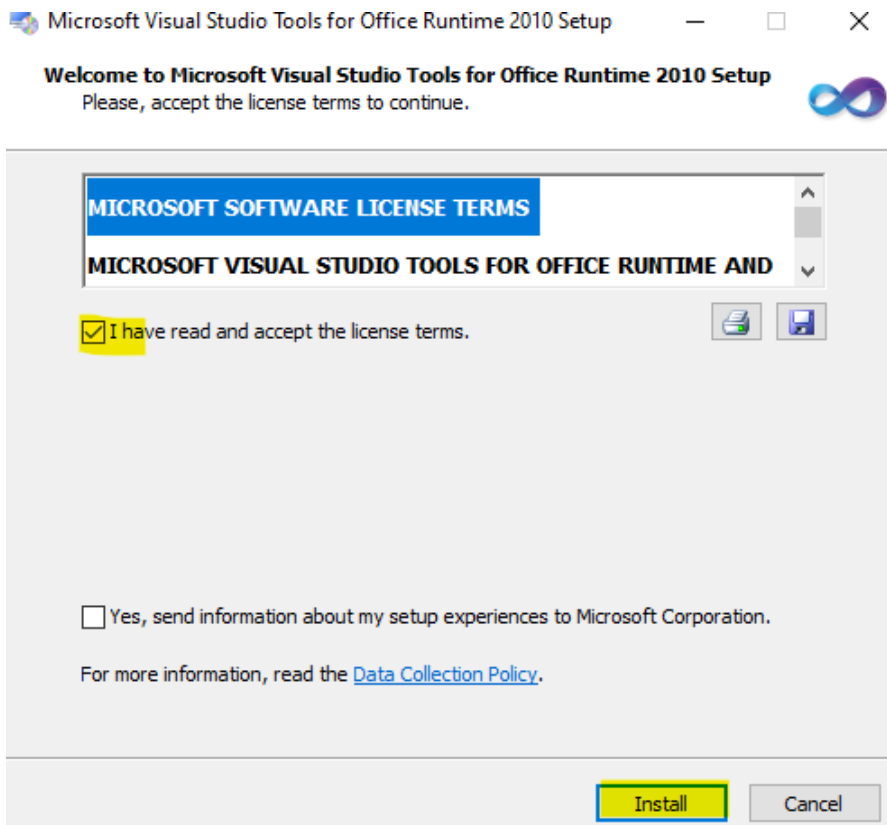 Microsoft Visual Studio Tools for Office Runtime 2010 Setup
Welcome to Microsoft Visual Studio Tools for Office Runtime 2010 Setup
Please, accept the license terms to continue.
MICROSOFT SOFTWARE LICENSE TERMS
MICROSOFT VISUAL STUDIO TOOLS FOR OFFICE RUNTIME AND
I have read and accept the license terms.
Yes, send information about my setup experiences to Microsoft Corporation.
For more information, read the Data Collection Policy.
Install Cancel